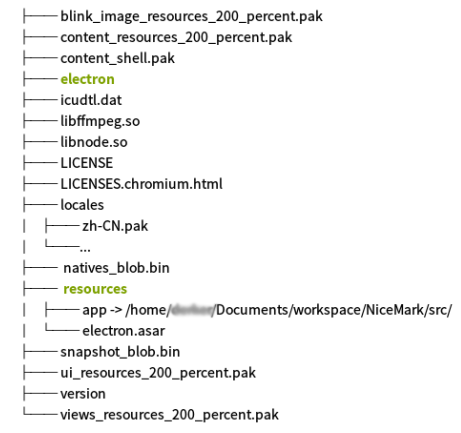 ├── blink_image_resources_200_percent.pak
├── content_resources_200_percent.pak
├── content_shell.pak
├── electron
├── icudtl.dat
├── libffmpeg.so
├── libnode.so
├── LICENSE
├── LICENSES.chromium.html
├── locales
│ ├── zh-CN.pak
│ └──...
├── natives_blob.bin
├── resources
│ ├── app -> /home/ /Documents/workspace/NiceMark/src/
│ └── electron.asar
├── snapshot_blob.bin
├── ui_resources_200_percent.pak
├── version
└── views_resources_200_percent.pak